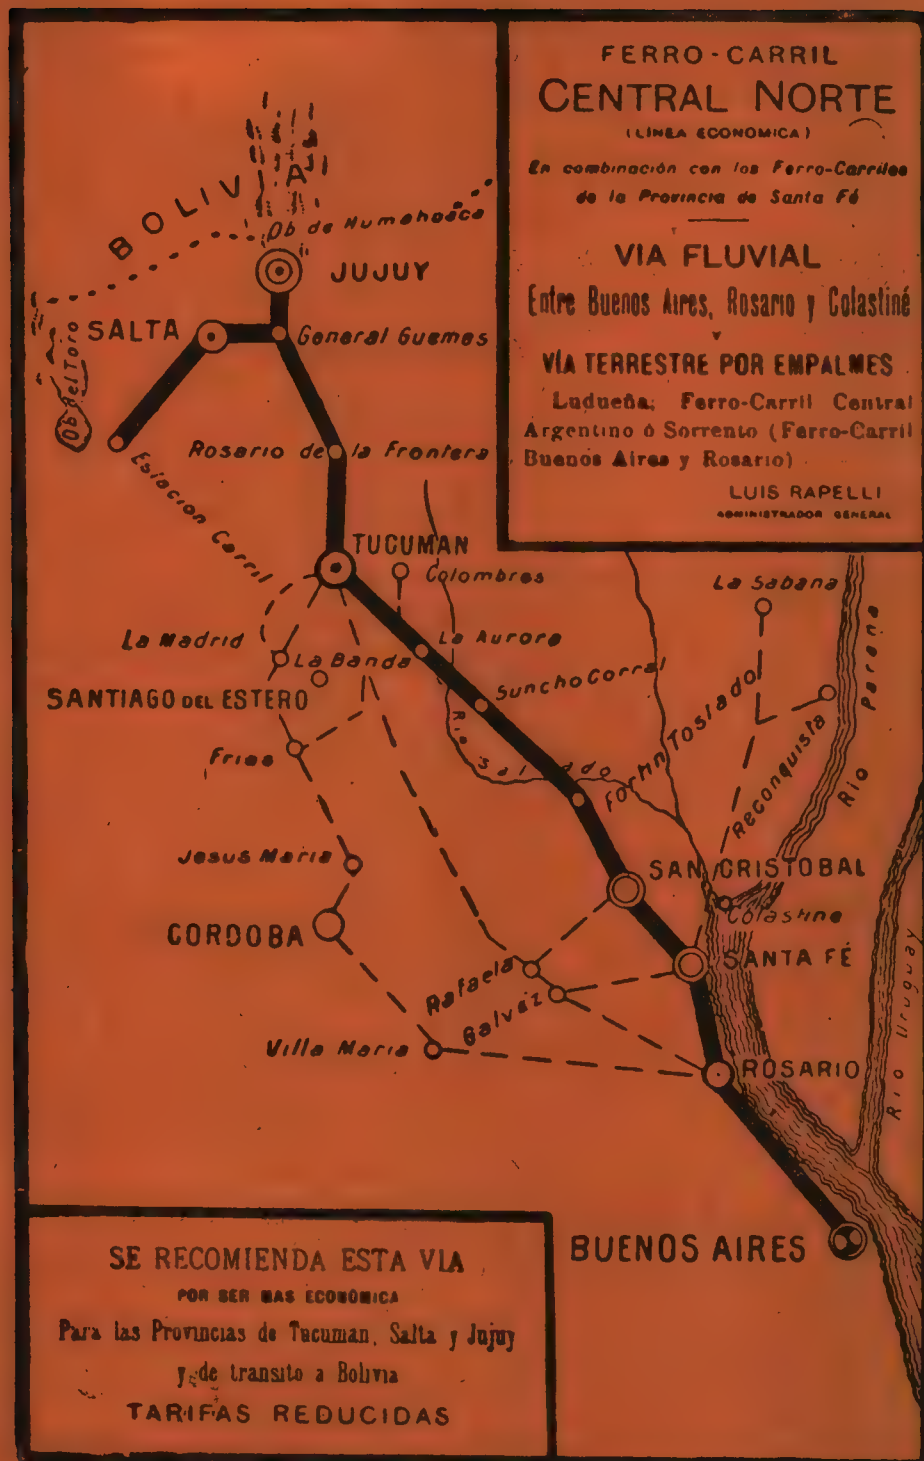 FERRO-CARRIL
CENTRAL NORTE
(LÍNEA ECONOMICA)
En combinación con los Ferro-Carriles
de la Provincia de Santa Fé
VIA FLUVIAL
Entre Buenos Aires, Rosario y Colastiné
Y
VÍA TERRESTRE POR EMPALMES
Ludueña; Ferro-Carril Central
Argentino ó Sorrento (Ferro-Carril
Buenos Aires y Rosario)
LUIS RAPELLI
ADMINISTRADOR GENERAL
BOLIVIA
Qb de Humahoaca
JUJUY
SALTA
General Guemes
Qb del Toro
Rosario de la Frontera
Estacion Carril
TUCUMAN
Colombres
La Sabana
La Madrid
La Aurora
La Banda
SANTIAGO DEL ESTERO
Suncho Corral
Rio Parana
Frias
Rio Salado
Fortin Tostado
Reconquista
Jesus Maria
SAN CRISTOBAL
Colastine
CORDOBA
SANTA FÉ
Rafaela
Galvez
Rio Uruguay
Villa Maria
ROSARIO
BUENOS AIRES
SE RECOMIENDA ESTA VIA
POR SER MAS ECONÓMICA
Para las Provincias de Tucuman, Salta y Jujuy
y de transito a Bolivia
TARIFAS REDUCIDAS